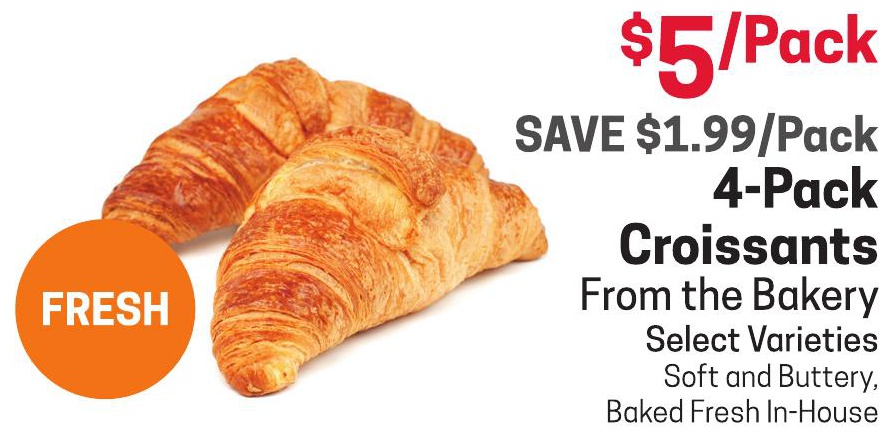 $5/Pack
SAVE $1.99/Pack
4-Pack
Croissants
From the Bakery
Select Varieties
Soft and Buttery,
Baked Fresh In-House
FRESH